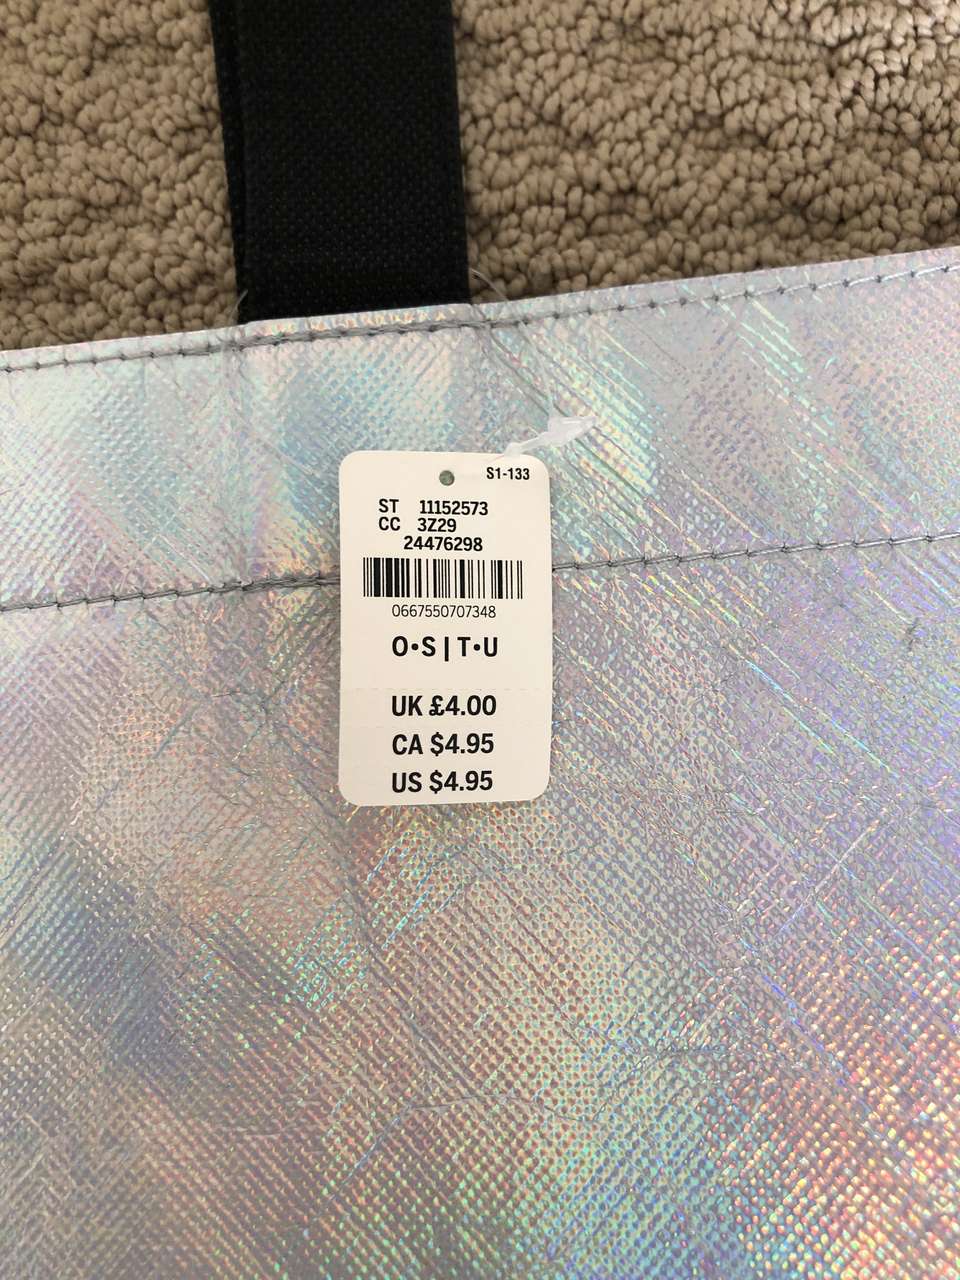 S1-133
ST 11152573
CC 3Z29
24476298
0667550707348
O•S | T•U
UK £4.00
CA $4.95
US $4.95